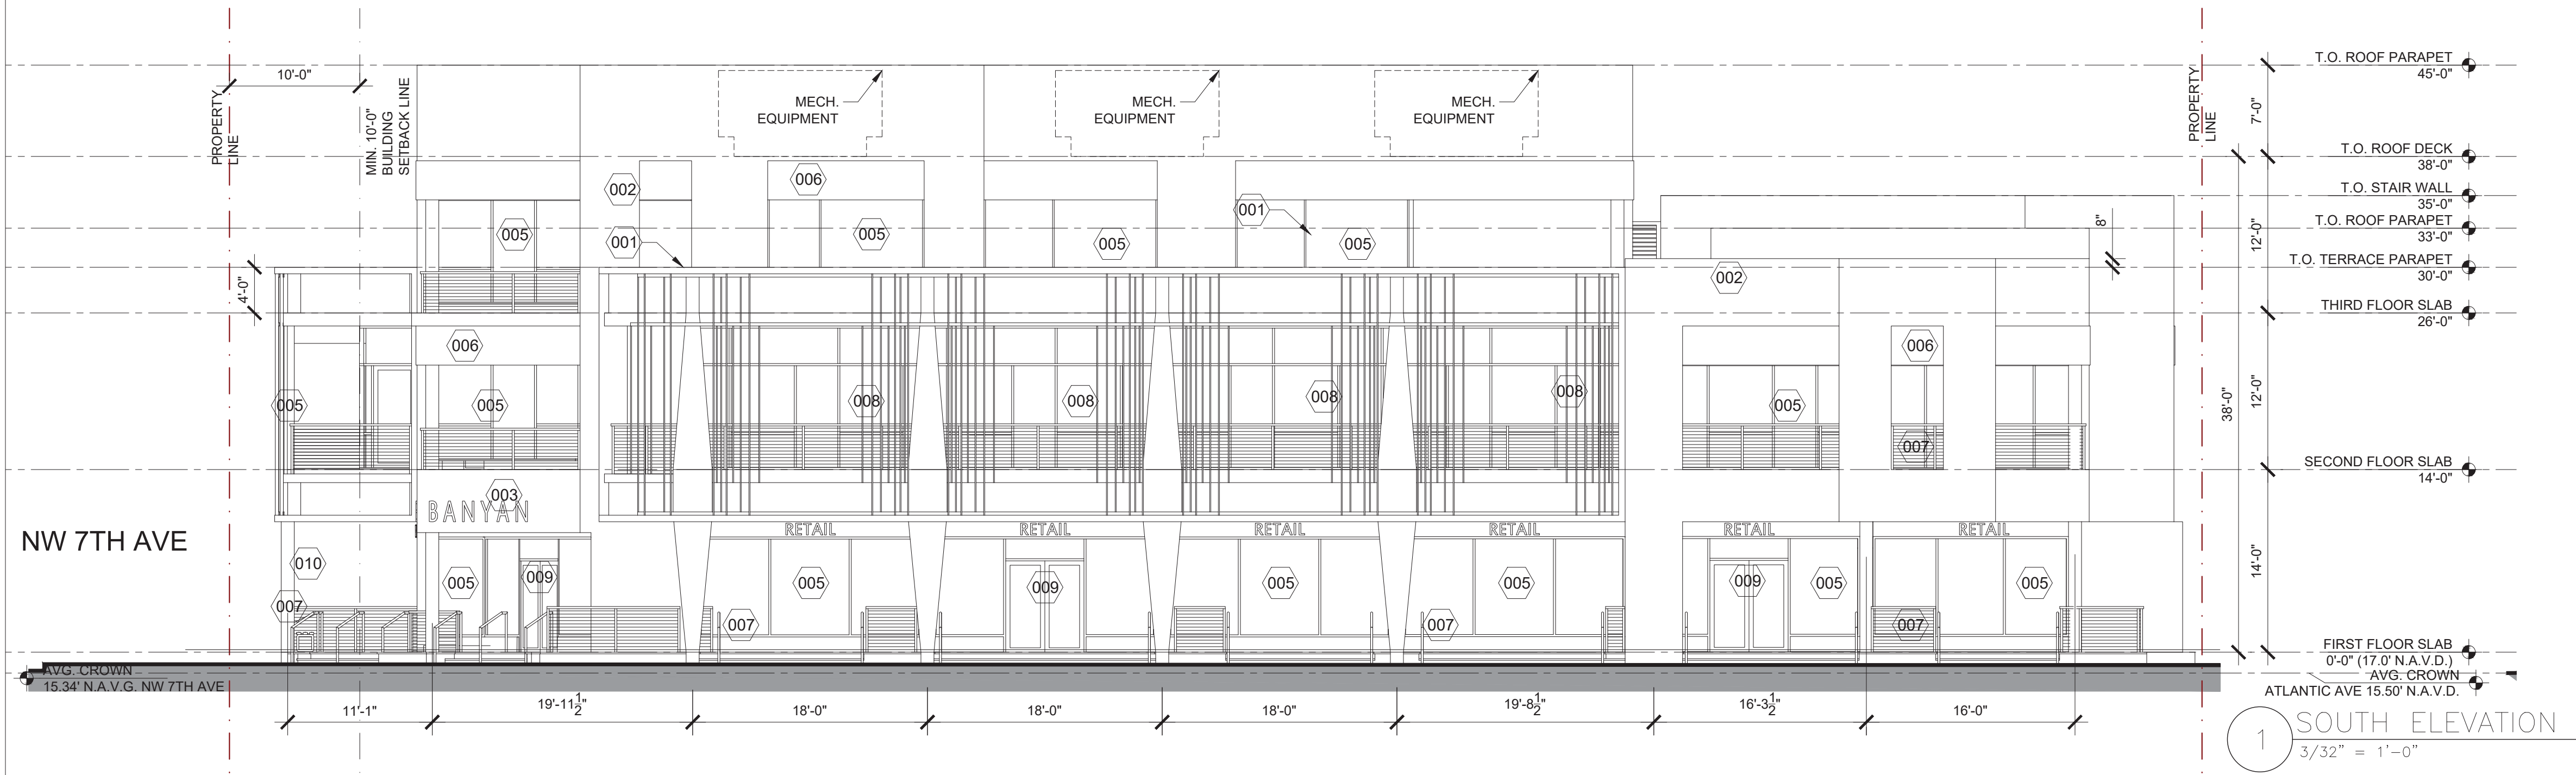 10'-0"
PROPERTY
LINE
MIN. 10'-0"
BUILDING
SETBACK LINE
MECH.
EQUIPMENT
MECH.
EQUIPMENT
MECH.
EQUIPMENT
PROPERTY
LINE
7'-0"
T.O. ROOF PARAPET
45'-0"
T.O. ROOF DECK
38'-0"
T.O. STAIR WALL
35'-0"
T.O. ROOF PARAPET
33'-0"
T.O. TERRACE PARAPET
30'-0"
THIRD FLOOR SLAB
26'-0"
SECOND FLOOR SLAB
14'-0"
FIRST FLOOR SLAB
0'-0" (17.0' N.A.V.D.)
AVG. CROWN
ATLANTIC AVE 15.50' N.A.V.D.
8"
12'-0"
12'-0"
38'-0"
14'-0"
4'-0"
002
006
001
005
001
005
005
005
002
006
006
005
005
008
008
008
008
005
007
003
BANYAN
RETAIL
RETAIL
RETAIL
RETAIL
RETAIL
RETAIL
NW 7TH AVE
010
005
009
005
009
005
005
009
005
005
007
007
007
007
AVG. CROWN
15.34' N.A.V.G. NW 7TH AVE
11'-1"
19'-11 1/2"
18'-0"
18'-0"
18'-0"
19'-8 1/2"
16'-3 1/2"
16'-0"
1
SOUTH ELEVATION
3/32" = 1'-0"